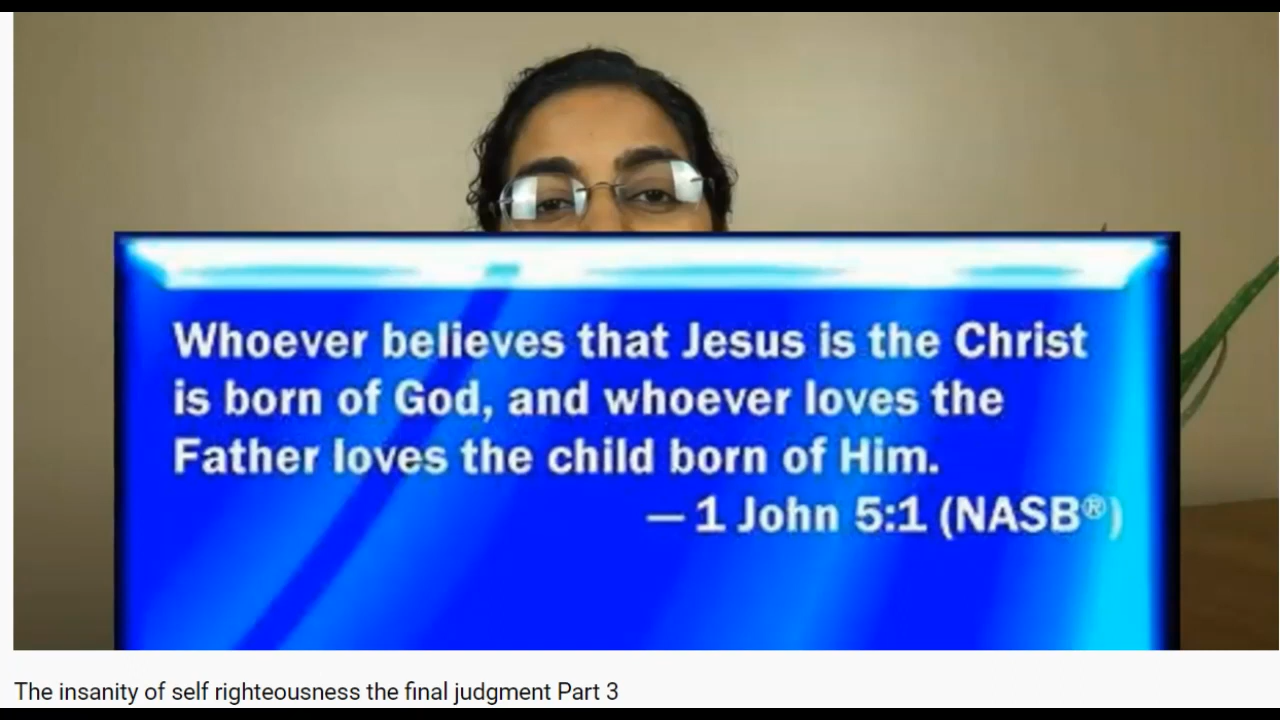 Whoever believes that Jesus is the Christ
is born of God, and whoever loves the
Father loves the child born of Him.
— 1 John 5:1 (NASB®)
The insanity of self righteousness the final judgment Part 3